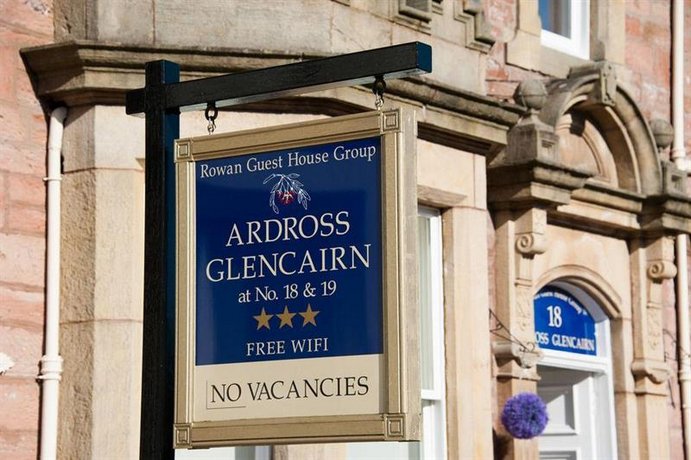 Rowan Guest House Group
ARDROSS
GLENCAIRN
at No. 18 & 19
FREE WIFI
NO VACANCIES
18
OSS GLENCAIRN